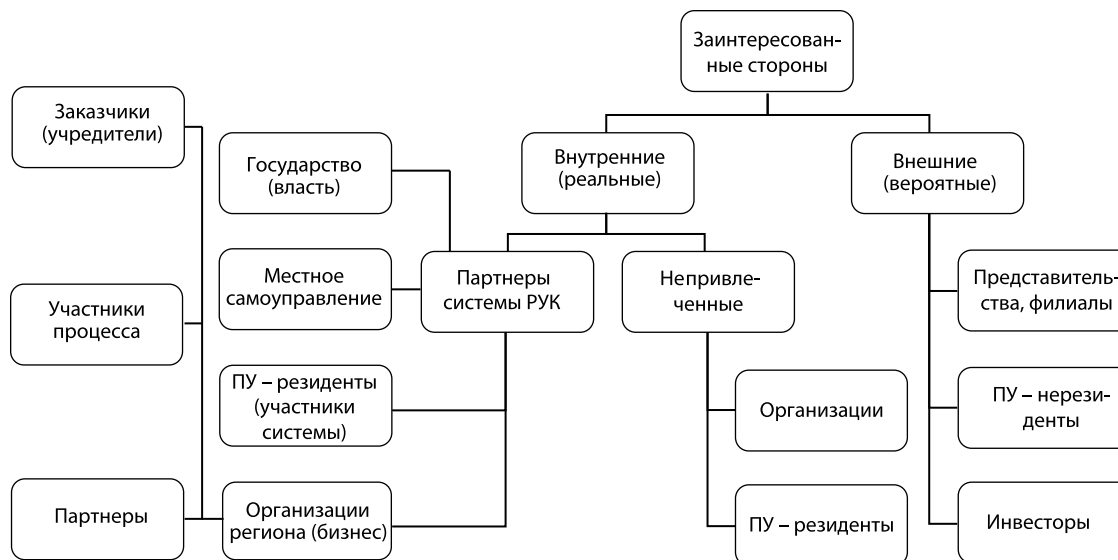 Заинтересован-
ные стороны
Внутренние
(реальные)
Внешние
(вероятные)
Заказчики
(учредители)
Государство
(власть)
Местное
самоуправление
Партнеры
системы РУК
Непривле-
ченные
Представитель-
ства, филиалы
Участники
процесса
ПУ – резиденты
(участники
системы)
Организации
ПУ – нерези-
денты
Партнеры
Организации
региона (бизнес)
ПУ – резиденты
Инвесторы